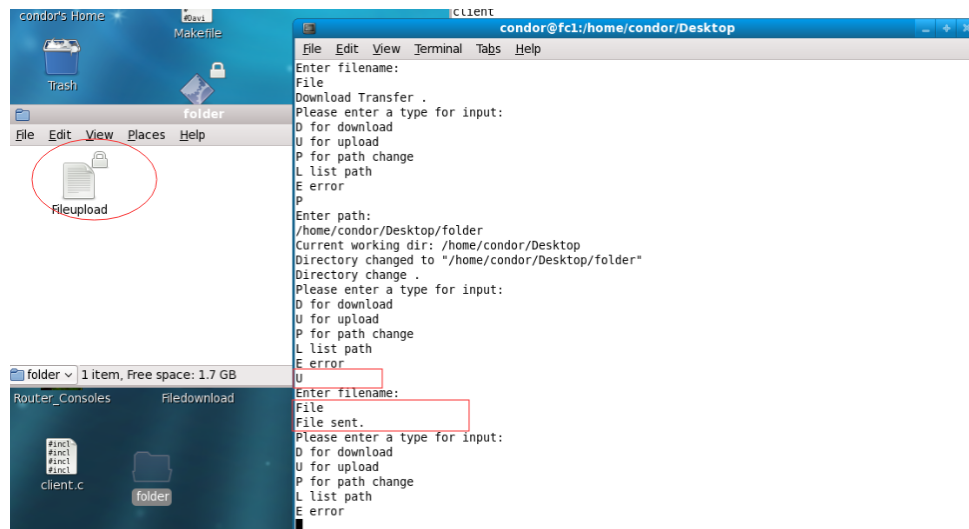 condor's Home
#Davi
Makefile
Trash
folder
File Edit View Places Help
Fileupload
folder 1 item, Free space: 1.7 GB
Router_Consoles
Filedownload
#incl
#incl
#incl
#incl
client.c
folder
client
condor@fc1:/home/condor/Desktop
File Edit View Terminal Tabs Help
Enter filename:
File
Download Transfer .
Please enter a type for input:
D for download
U for upload
P for path change
L list path
E error
P
Enter path:
/home/condor/Desktop/folder
Current working dir: /home/condor/Desktop
Directory changed to "/home/condor/Desktop/folder"
Directory change .
Please enter a type for input:
D for download
U for upload
P for path change
L list path
E error
U
Enter filename:
File
File sent.
Please enter a type for input:
D for download
U for upload
P for path change
L list path
E error